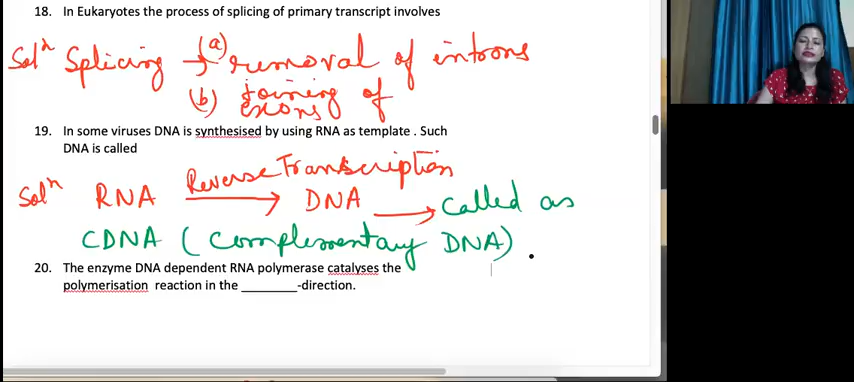 18. In Eukaryotes the process of splicing of primary transcript involves
Solⁿ Splicing → (a) removal of introns
(b) joining of
exons
19. In some viruses DNA is synthesised by using RNA as template . Such
DNA is called
Solⁿ RNA Reverse Transcription → DNA → called as
CDNA ( Complementary DNA)
20. The enzyme DNA dependent RNA polymerase catalyses the
polymerisation reaction in the ________-direction.